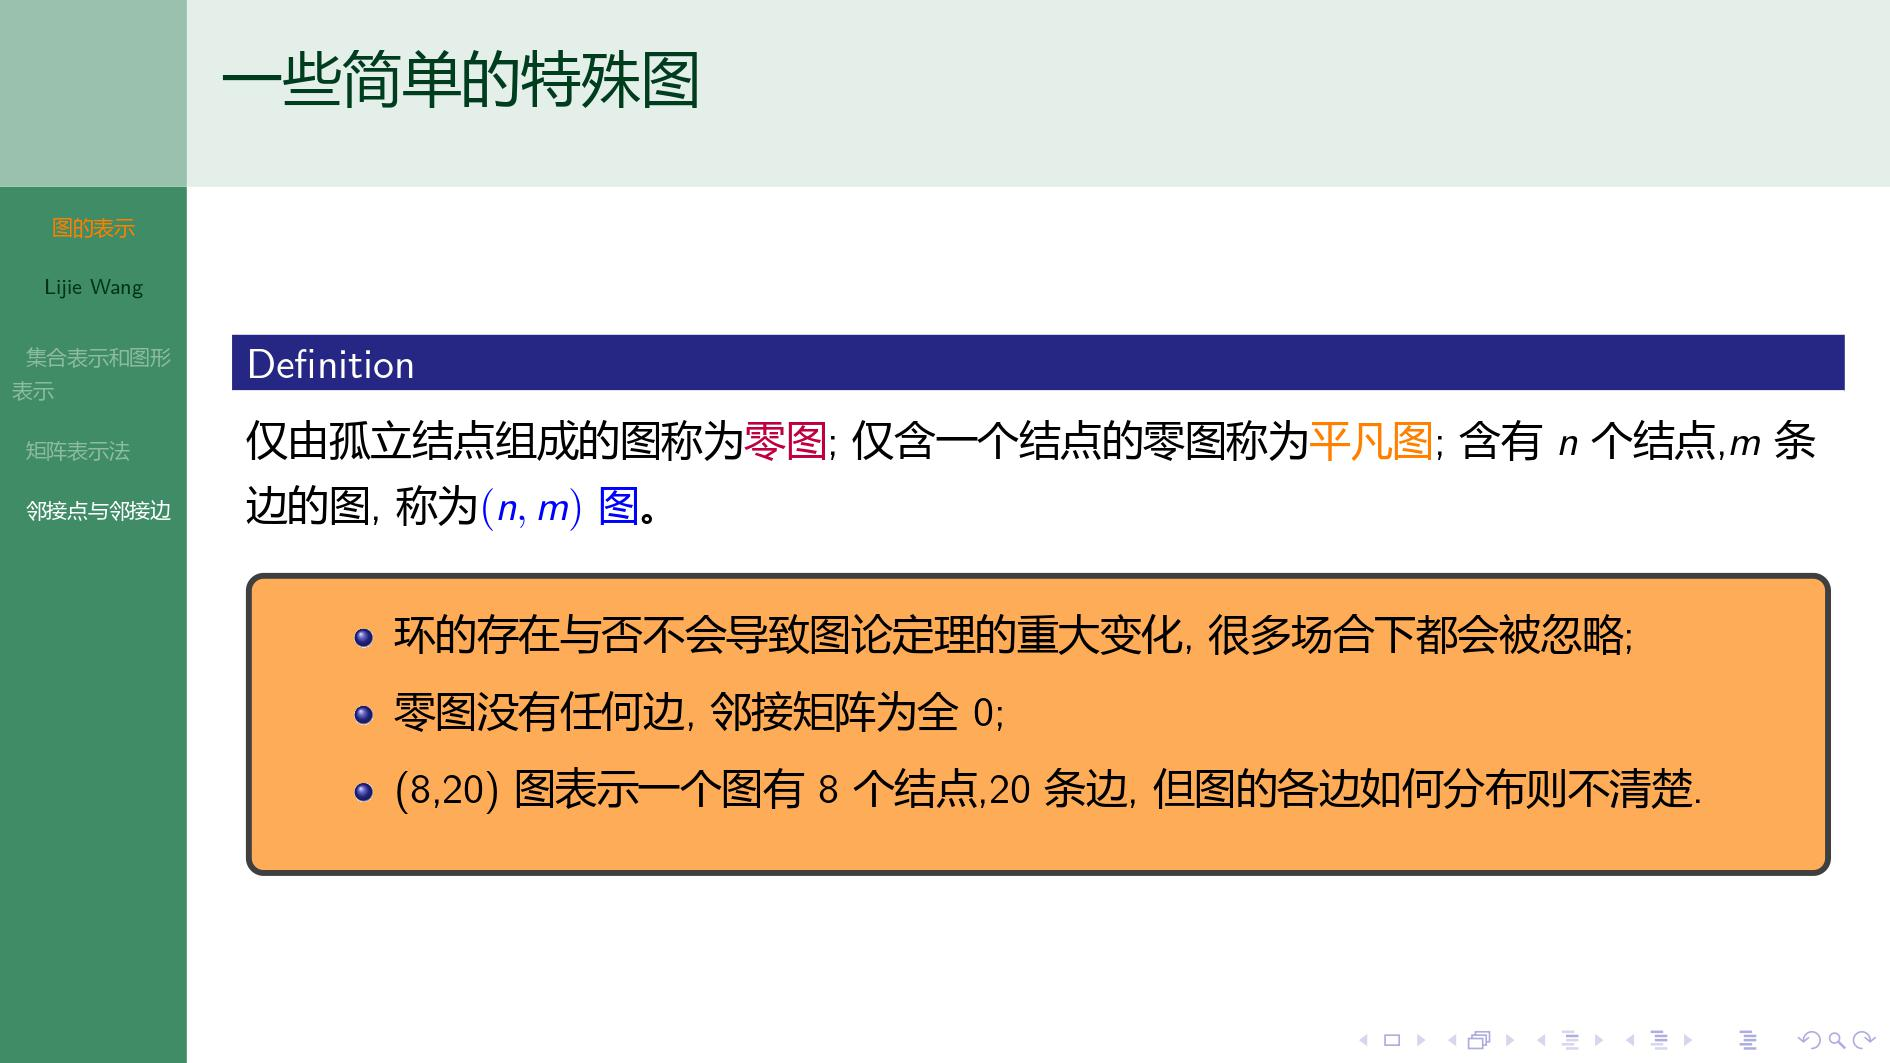 一些简单的特殊图
图的表示
Lijie Wang
集合表示和图形
表示
矩阵表示法
邻接点与邻接边
Definition
仅由孤立结点组成的图称为零图; 仅含一个结点的零图称为平凡图; 含有 n 个结点,m 条
边的图, 称为(n, m) 图。
环的存在与否不会导致图论定理的重大变化, 很多场合下都会被忽略;
零图没有任何边, 邻接矩阵为全 0;
(8,20) 图表示一个图有 8 个结点,20 条边, 但图的各边如何分布则不清楚.